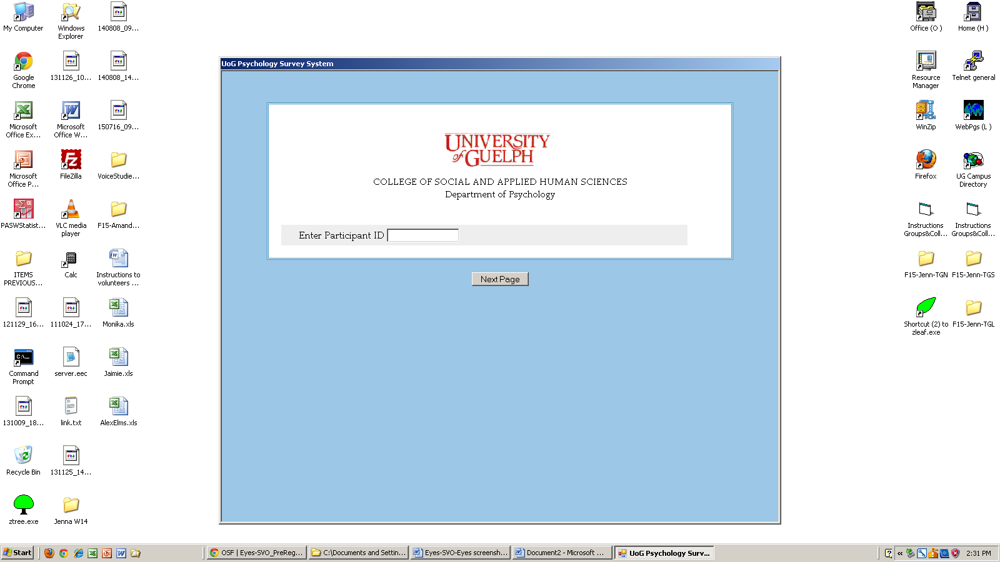 My Computer
Windows
Explorer
140808_09...
Google
Chrome
131126_10...
140808_14...
Microsoft
Office Ex...
Microsoft
Office W...
150716_09...
Microsoft
Office P...
FileZilla
VoiceStudie...
PASWStatist...
VLC media
player
F15-Amand...
ITEMS
PREVIOUS...
Calc
Instructions to
volunteers ...
121129_16...
111024_17...
Monika.xls
Command
Prompt
server.eec
Jaimie.xls
131009_18...
link.txt
AlexElms.xls
Recycle Bin
131125_14...
ztree.exe
Jenna W14
UoG Psychology Survey System
UNIVERSITY
of GUELPH
COLLEGE OF SOCIAL AND APPLIED HUMAN SCIENCES
Department of Psychology
Enter Participant ID
Next Page
Office (O )
Home (H )
Resource
Manager
Telnet general
WinZip
WebPgs (L )
Firefox
UG Campus
Directory
Instructions
Groups&Coll...
Instructions
Groups&Coll...
F15-Jenn-TGN
F15-Jenn-TGS
Shortcut (2) to
zleaf.exe
F15-Jenn-TGL
Start
OSF | Eyes-SVO_PreReg...
C:\Documents and Settin...
Eyes-SVO-Eyes screensh...
Document2 - Microsoft ...
UoG Psychology Surv...
2:31 PM